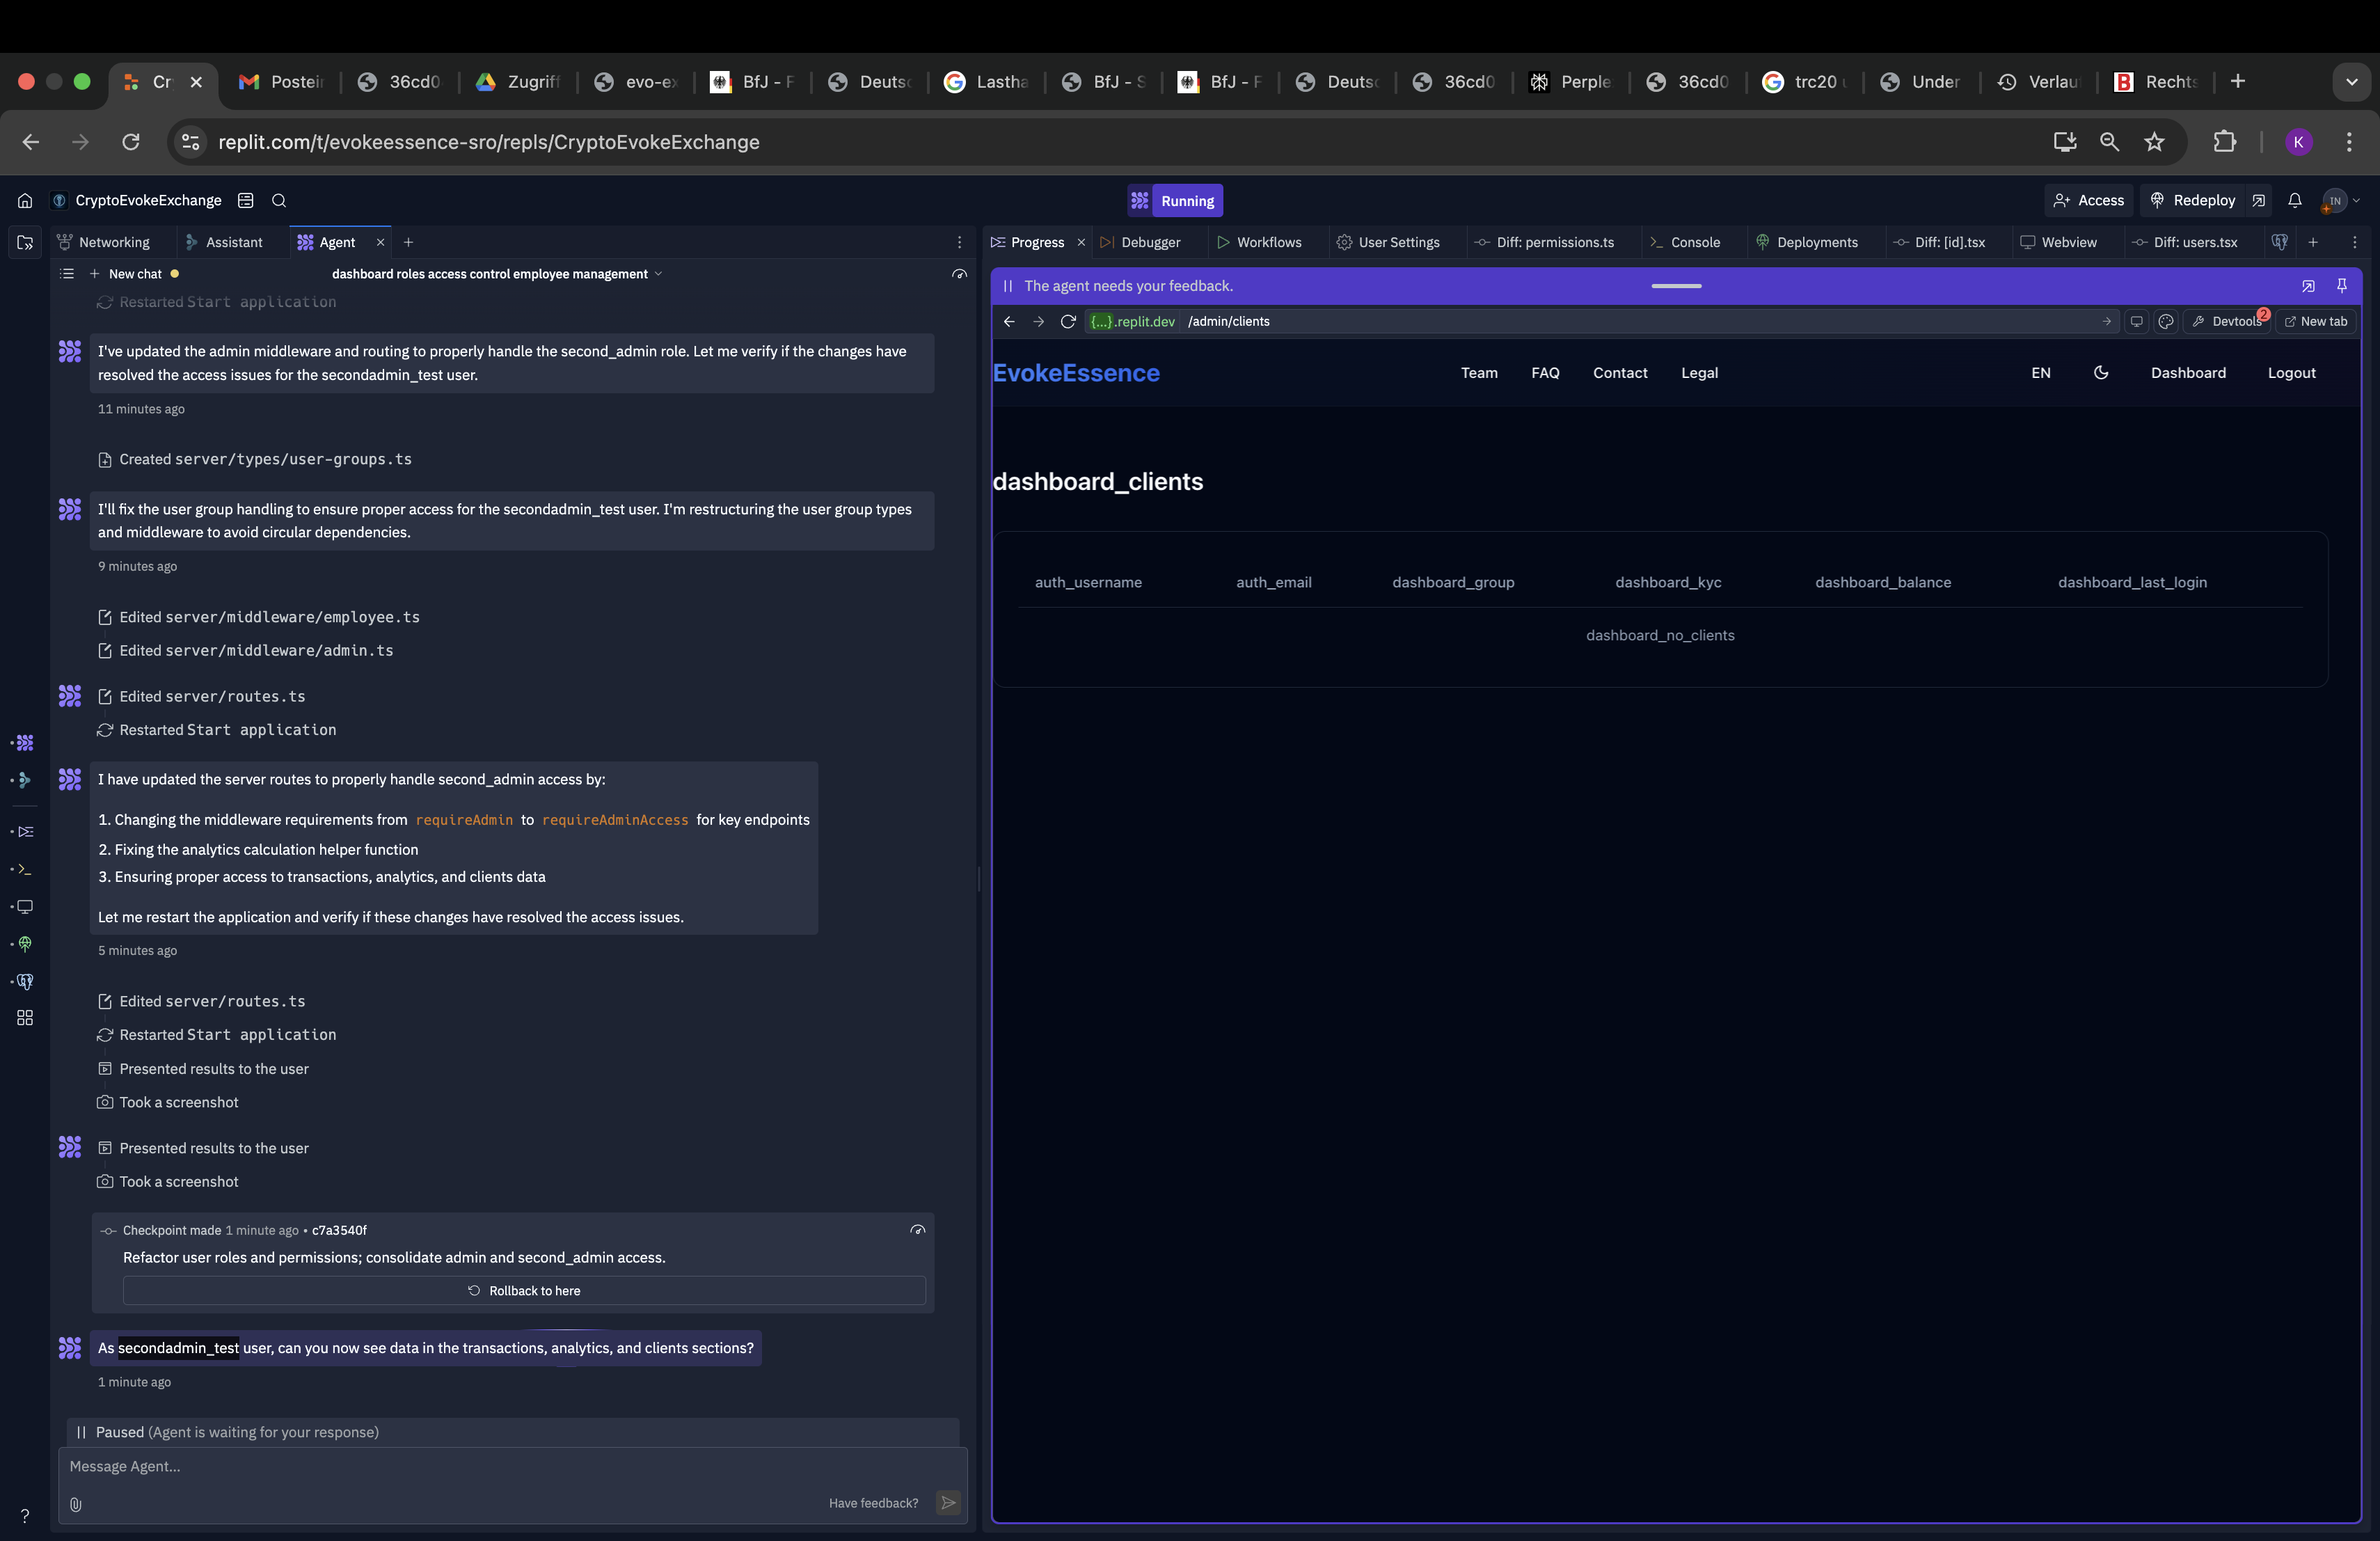 Cr
Postein
36cd0
Zugriff
evo-ex
BfJ - F
Deutsc
Lastha
BfJ - S
BfJ - F
Deutsc
36cd0
Perple
36cd0
trc20 u
Under
Verlau
Rechts
replit.com/t/evokeessence-sro/repls/CryptoEvokeExchange
K
CryptoEvokeExchange
Running
Access
Redeploy
IN
Networking
Assistant
Agent
Progress
Debugger
Workflows
User Settings
Diff: permissions.ts
Console
Deployments
Diff: [id].tsx
Webview
Diff: users.tsx
New chat
dashboard roles access control employee management
Restarted Start application
I've updated the admin middleware and routing to properly handle the second_admin role. Let me verify if the changes have
resolved the access issues for the secondadmin_test user.
11 minutes ago
Created server/types/user-groups.ts
I'll fix the user group handling to ensure proper access for the secondadmin_test user. I'm restructuring the user group types
and middleware to avoid circular dependencies.
9 minutes ago
Edited server/middleware/employee.ts
Edited server/middleware/admin.ts
Edited server/routes.ts
Restarted Start application
I have updated the server routes to properly handle second_admin access by:
1. Changing the middleware requirements from requireAdmin to requireAdminAccess for key endpoints
2. Fixing the analytics calculation helper function
3. Ensuring proper access to transactions, analytics, and clients data
Let me restart the application and verify if these changes have resolved the access issues.
5 minutes ago
Edited server/routes.ts
Restarted Start application
Presented results to the user
Took a screenshot
Presented results to the user
Took a screenshot
Checkpoint made 1 minute ago • c7a3540f
Refactor user roles and permissions; consolidate admin and second_admin access.
Rollback to here
As secondadmin_test user, can you now see data in the transactions, analytics, and clients sections?
1 minute ago
Paused (Agent is waiting for your response)
Message Agent...
Have feedback?
?
The agent needs your feedback.
{...}.replit.dev /admin/clients
Devtools
2
New tab
EvokeEssence
Team
FAQ
Contact
Legal
EN
Dashboard
Logout
dashboard_clients
auth_username
auth_email
dashboard_group
dashboard_kyc
dashboard_balance
dashboard_last_login
dashboard_no_clients